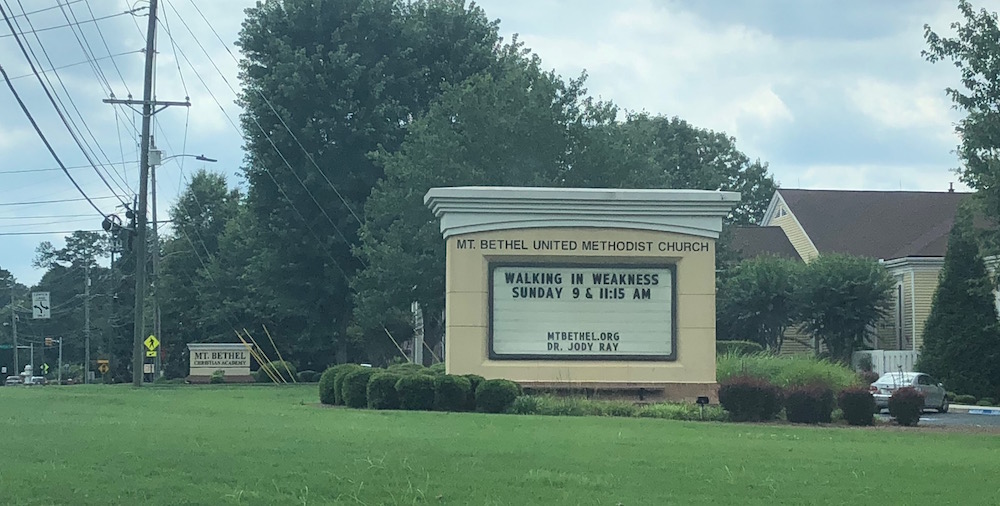 MT. BETHEL UNITED METHODIST CHURCH
WALKING IN WEAKNESS
SUNDAY 9 & 11:15 AM
MTBETHEL.ORG
DR. JODY RAY
MT. BETHEL
CHRISTIAN ACADEMY